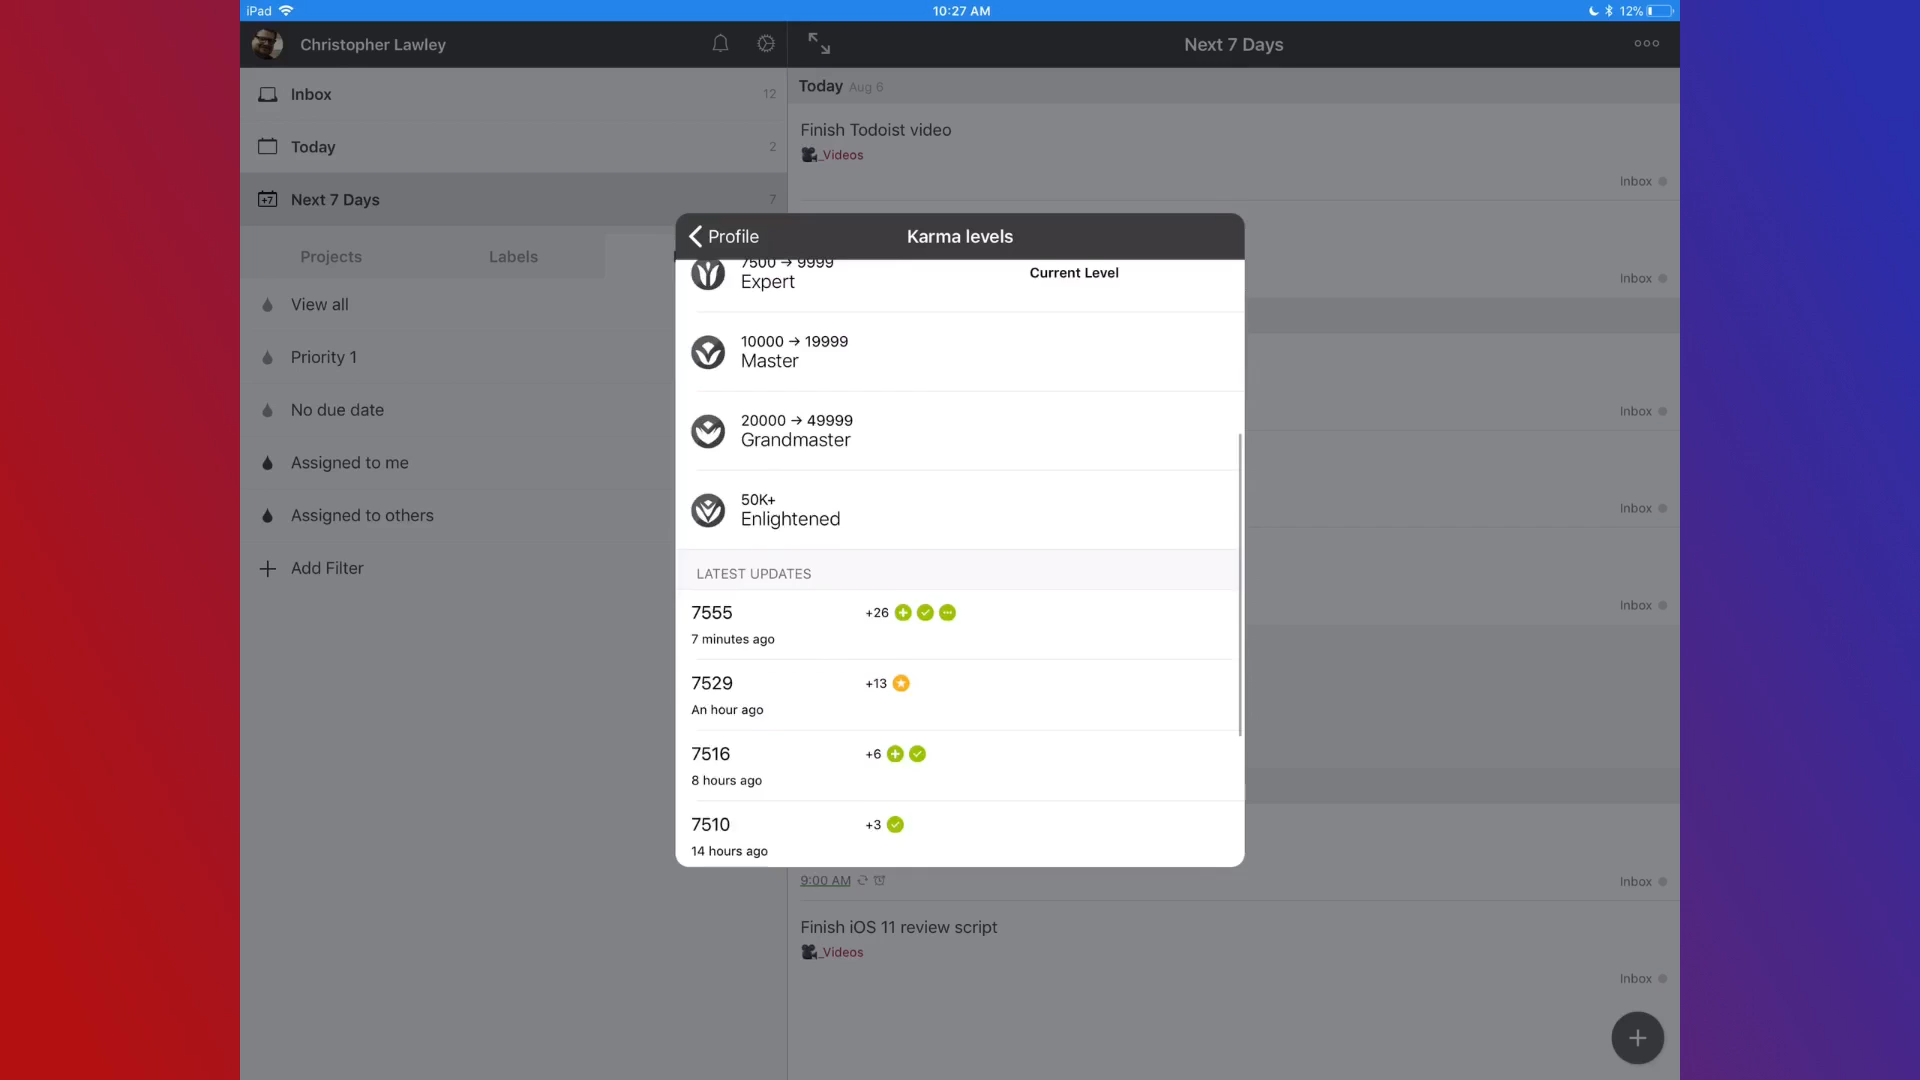 iPad
10:27 AM
12%
Christopher Lawley
Next 7 Days
Inbox 12
Today 2
Next 7 Days 7
Projects
Labels
View all
Priority 1
No due date
Assigned to me
Assigned to others
Add Filter
Today Aug 6
Finish Todoist video
_Videos
Inbox
Inbox
Inbox
Inbox
Inbox
Profile
Karma levels
7500 → 9999
Expert
Current Level
10000 → 19999
Master
20000 → 49999
Grandmaster
50K+
Enlightened
LATEST UPDATES
7555 +26
7 minutes ago
7529 +13
An hour ago
7516 +6
8 hours ago
7510 +3
14 hours ago
9:00 AM
Inbox
Finish iOS 11 review script
_Videos
Inbox